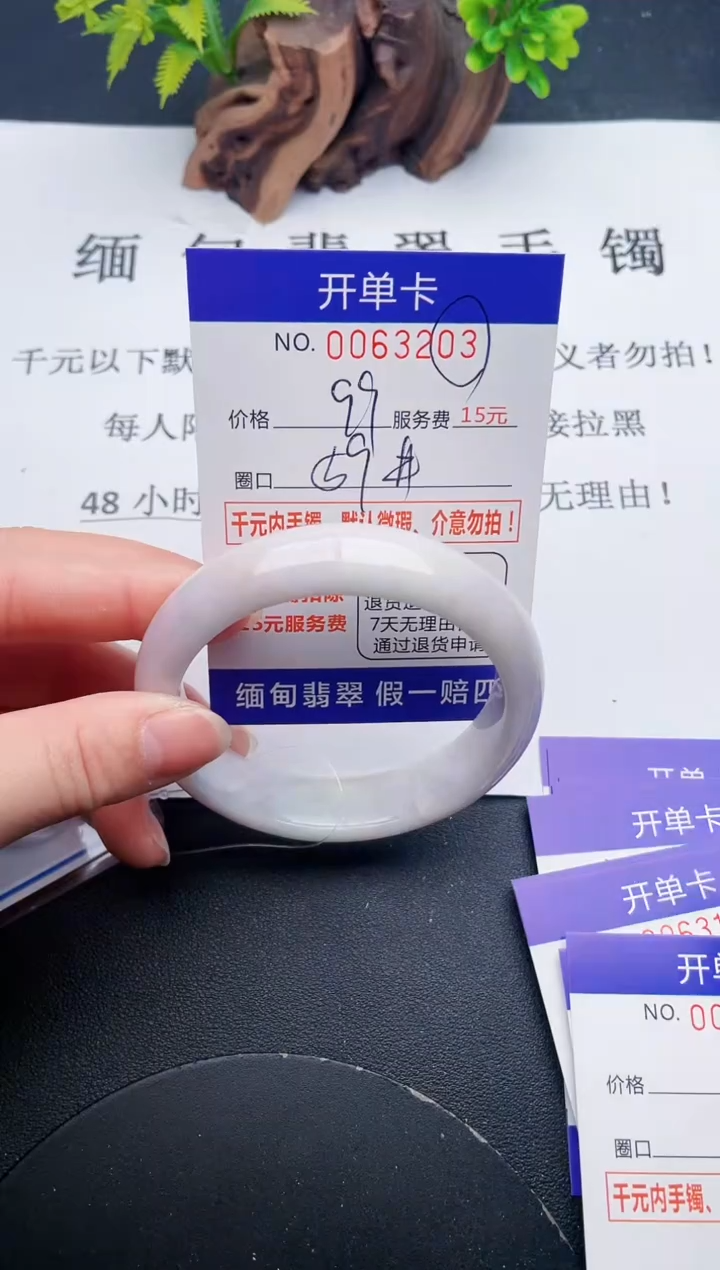 缅甸翡翠手镯
开单卡
NO. 0063203
千元以下默 义者勿拍！
价格 99 服务费 15元
每人 接拉黑
圈口 59#
48 小时 无理由！
千元内手镯、默认微瑕、介意勿拍！
扣除
退货
15元服务费
7天无理由
通过退货申请
缅甸翡翠 假一赔四
开单
开单卡
开单卡
00631
开单
NO. 00
价格
圈口
千元内手镯、